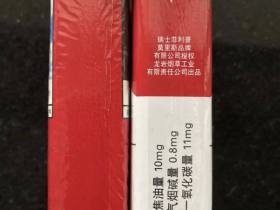 瑞士菲利普
莫里斯品牌
有限公司授权
龙岩烟草工业
有限责任公司出品
焦油量 10mg
气烟碱量 0.8mg
一氧化碳量 11mg